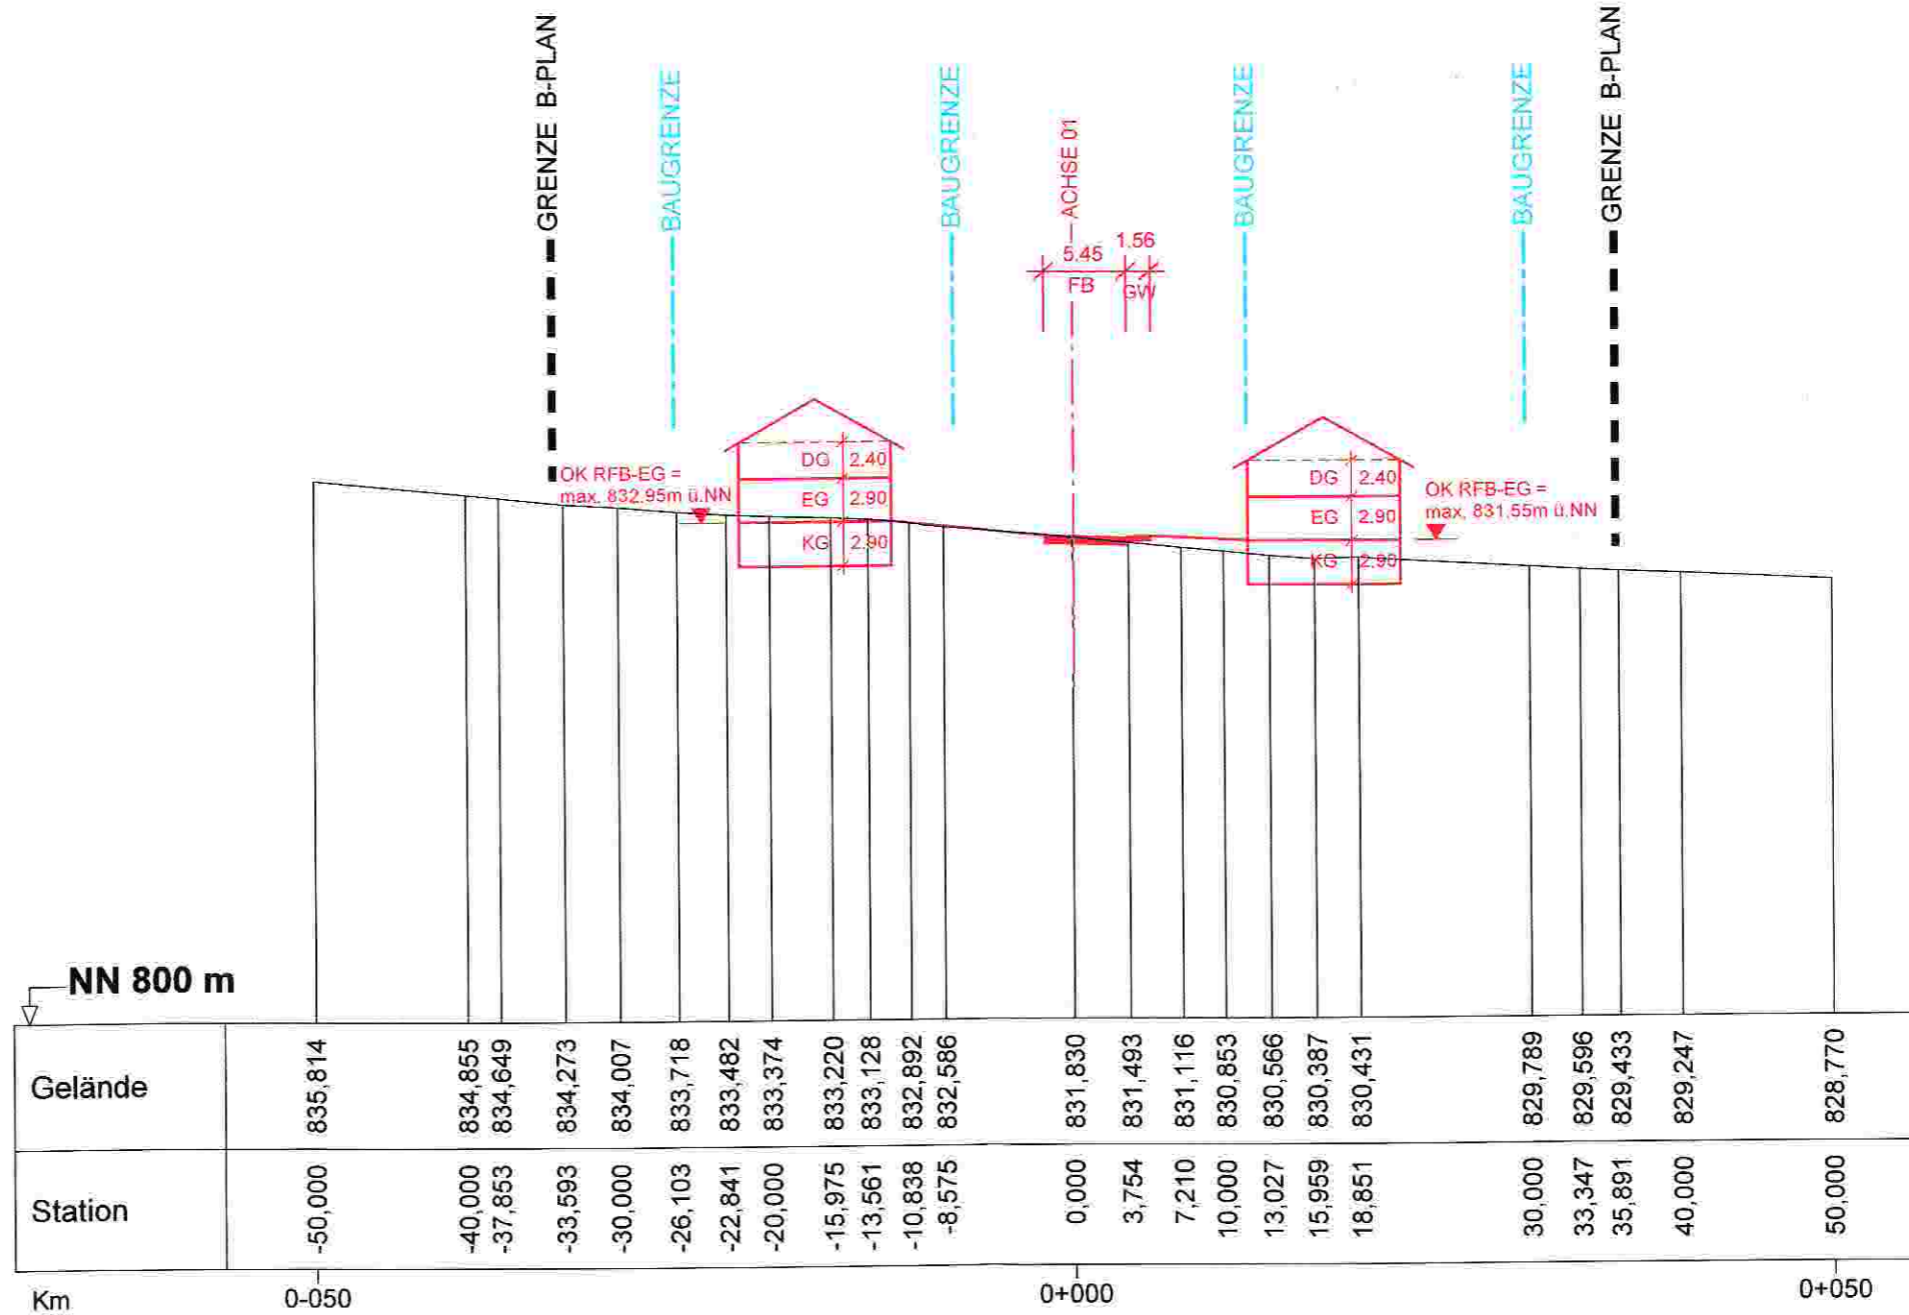 GRENZE B-PLAN
BAUGRENZE
BAUGRENZE
ACHSE 01
BAUGRENZE
BAUGRENZE
GRENZE B-PLAN
5.45
1.56
FB
GW
OK RFB-EG =
max. 832.95m ü.NN
DG 2.40
EG 2.90
KG 2.90
DG 2.40
EG 2.90
KG 2.90
OK RFB-EG =
max. 831.55m ü.NN
NN 800 m
Gelände 835,814 834,855 834,649 834,273 834,007 833,718 833,482 833,374 833,220 833,128 832,892 832,586 831,830 831,493 831,116 830,853 830,566 830,387 830,431 829,789 829,596 829,433 829,247 828,770
Station -50,000 -40,000 -37,853 -33,593 -30,000 -26,103 -22,841 -20,000 -15,975 -13,561 -10,838 -8,575 0,000 3,754 7,210 10,000 13,027 15,959 18,851 30,000 33,347 35,891 40,000 50,000
Km 0-050 0+000 0+050